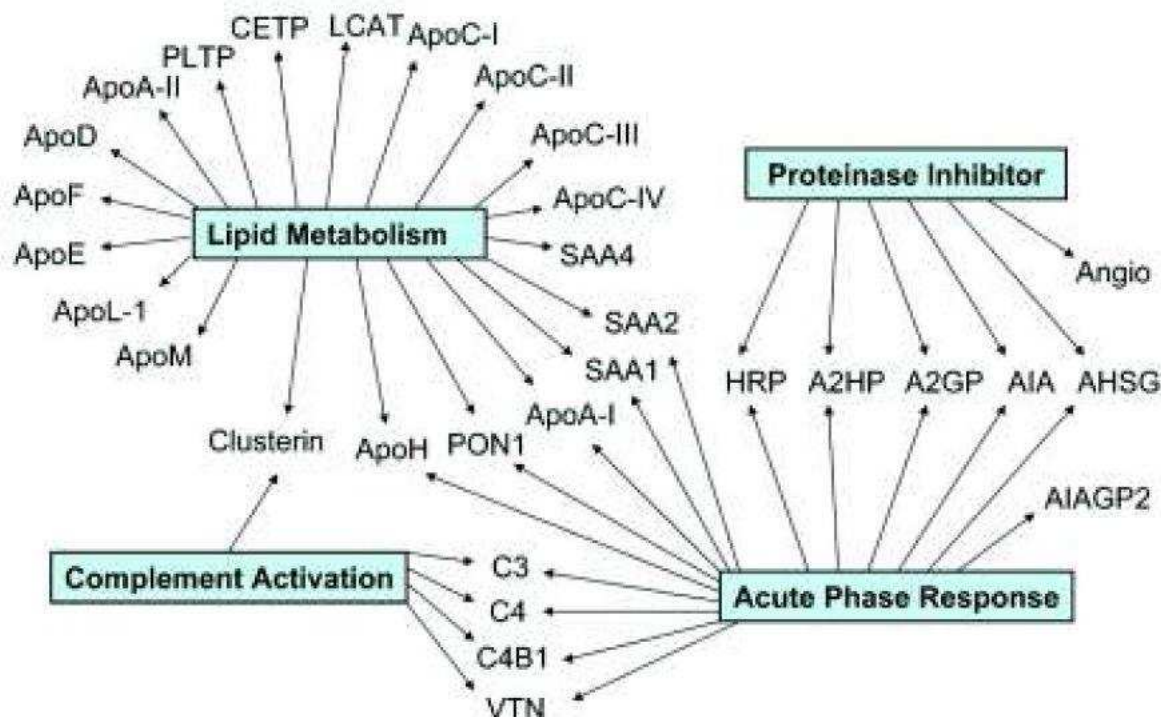 CETP LCAT ApoC-I
PLTP
ApoA-II
ApoC-II
ApoD
ApoC-III
Proteinase Inhibitor
ApoF
ApoC-IV
Lipid Metabolism
ApoE
SAA4
Angio
ApoL-1
SAA2
ApoM
SAA1
HRP A2HP A2GP AIA AHSG
ApoA-I
Clusterin ApoH PON1
AIAGP2
C3
Complement Activation
Acute Phase Response
C4
C4B1
VTN